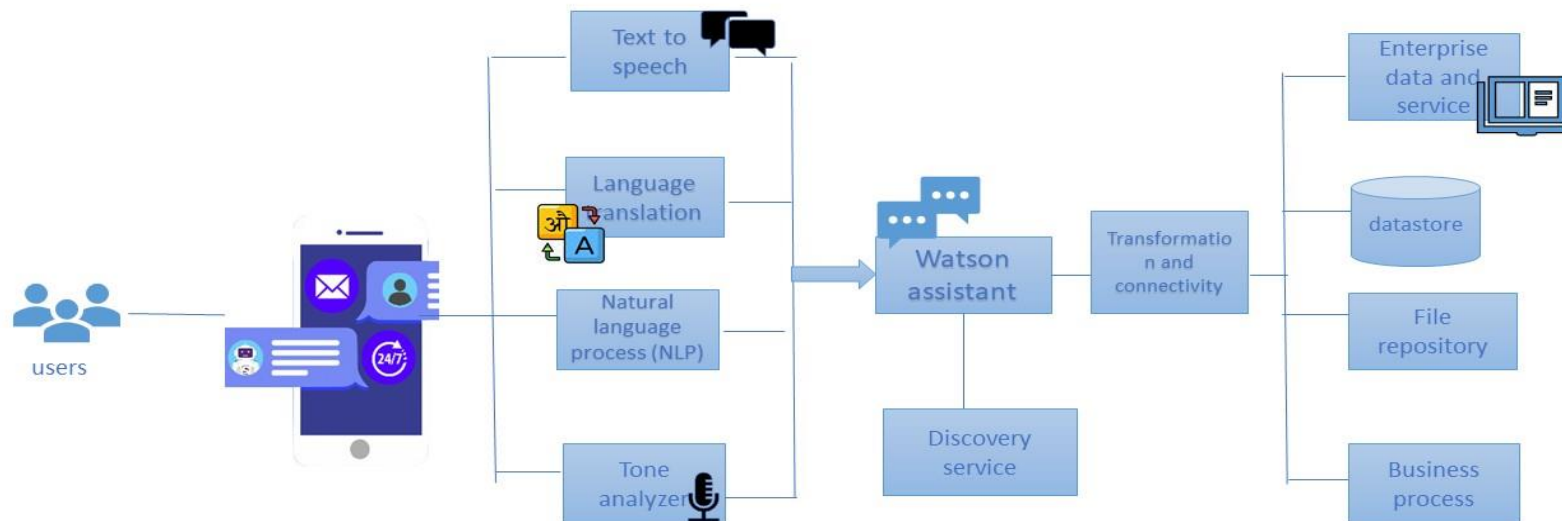 Text to
speech
Language
translation
औ
A
Natural
language
process (NLP)
Tone
analyzer
users
24/7
Watson
assistant
Discovery
service
Transformatio
n and
connectivity
Enterprise
data and
service
datastore
File
repository
Business
process